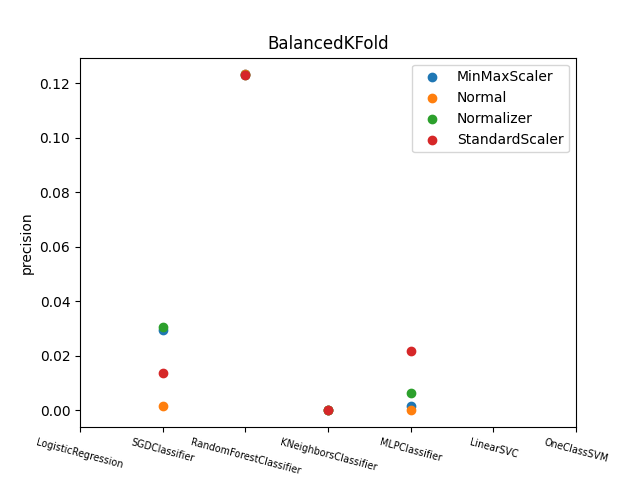 BalancedKFold
MinMaxScaler
Normal
Normalizer
StandardScaler
precision
0.12
0.10
0.08
0.06
0.04
0.02
0.00
LogisticRegression
SGDClassifier
RandomForestClassifier
KNeighborsClassifier
MLPClassifier
LinearSVC
OneClassSVM